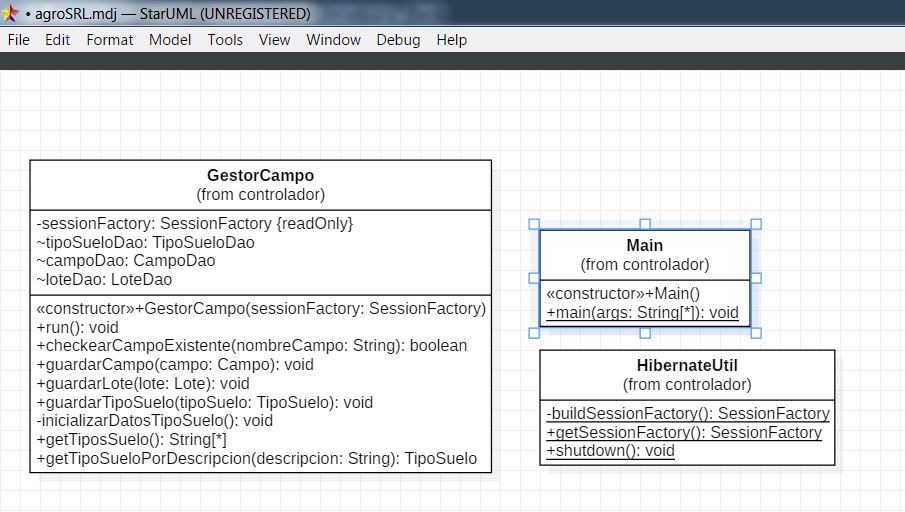 • agroSRL.mdj — StarUML (UNREGISTERED)
File Edit Format Model Tools View Window Debug Help
GestorCampo
(from controlador)
-sessionFactory: SessionFactory {readOnly}
~tipoSueloDao: TipoSueloDao
~campoDao: CampoDao
~loteDao: LoteDao
«constructor»+GestorCampo(sessionFactory: SessionFactory)
+run(): void
+checkearCampoExistente(nombreCampo: String): boolean
+guardarCampo(campo: Campo): void
+guardarLote(lote: Lote): void
+guardarTipoSuelo(tipoSuelo: TipoSuelo): void
-inicializarDatosTipoSuelo(): void
+getTiposSuelo(): String[*]
+getTipoSueloPorDescripcion(descripcion: String): TipoSuelo
Main
(from controlador)
«constructor»+Main()
+main(args: String[*]): void
HibernateUtil
(from controlador)
-buildSessionFactory(): SessionFactory
+getSessionFactory(): SessionFactory
+shutdown(): void